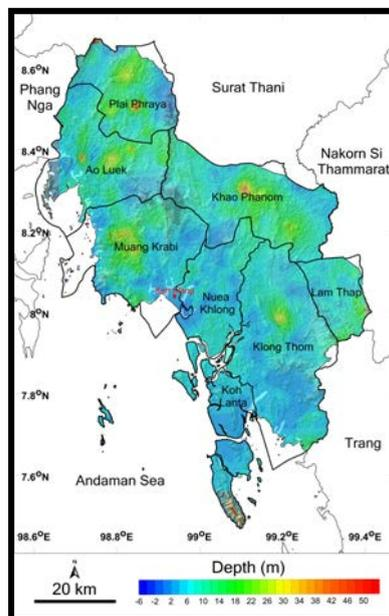 8.6°N
Phang
Nga
Surat Thani
Plai Phraya
8.4°N
Nakorn Si
Thammarat
Ao Luek
Khao Phanom
8.2°N
Muang Krabi
Nuea
Khlong
Lam Thap
8°N
Klong Thom
7.8°N
Koh
Lanta
Trang
7.6°N
Andaman Sea
98.6°E
98.8°E
99.0°E
99.2°E
99.4°E
N
20 km
Depth (m)
-6 -2 2 6 10 14 18 22 26 30 34 38 42 46 50